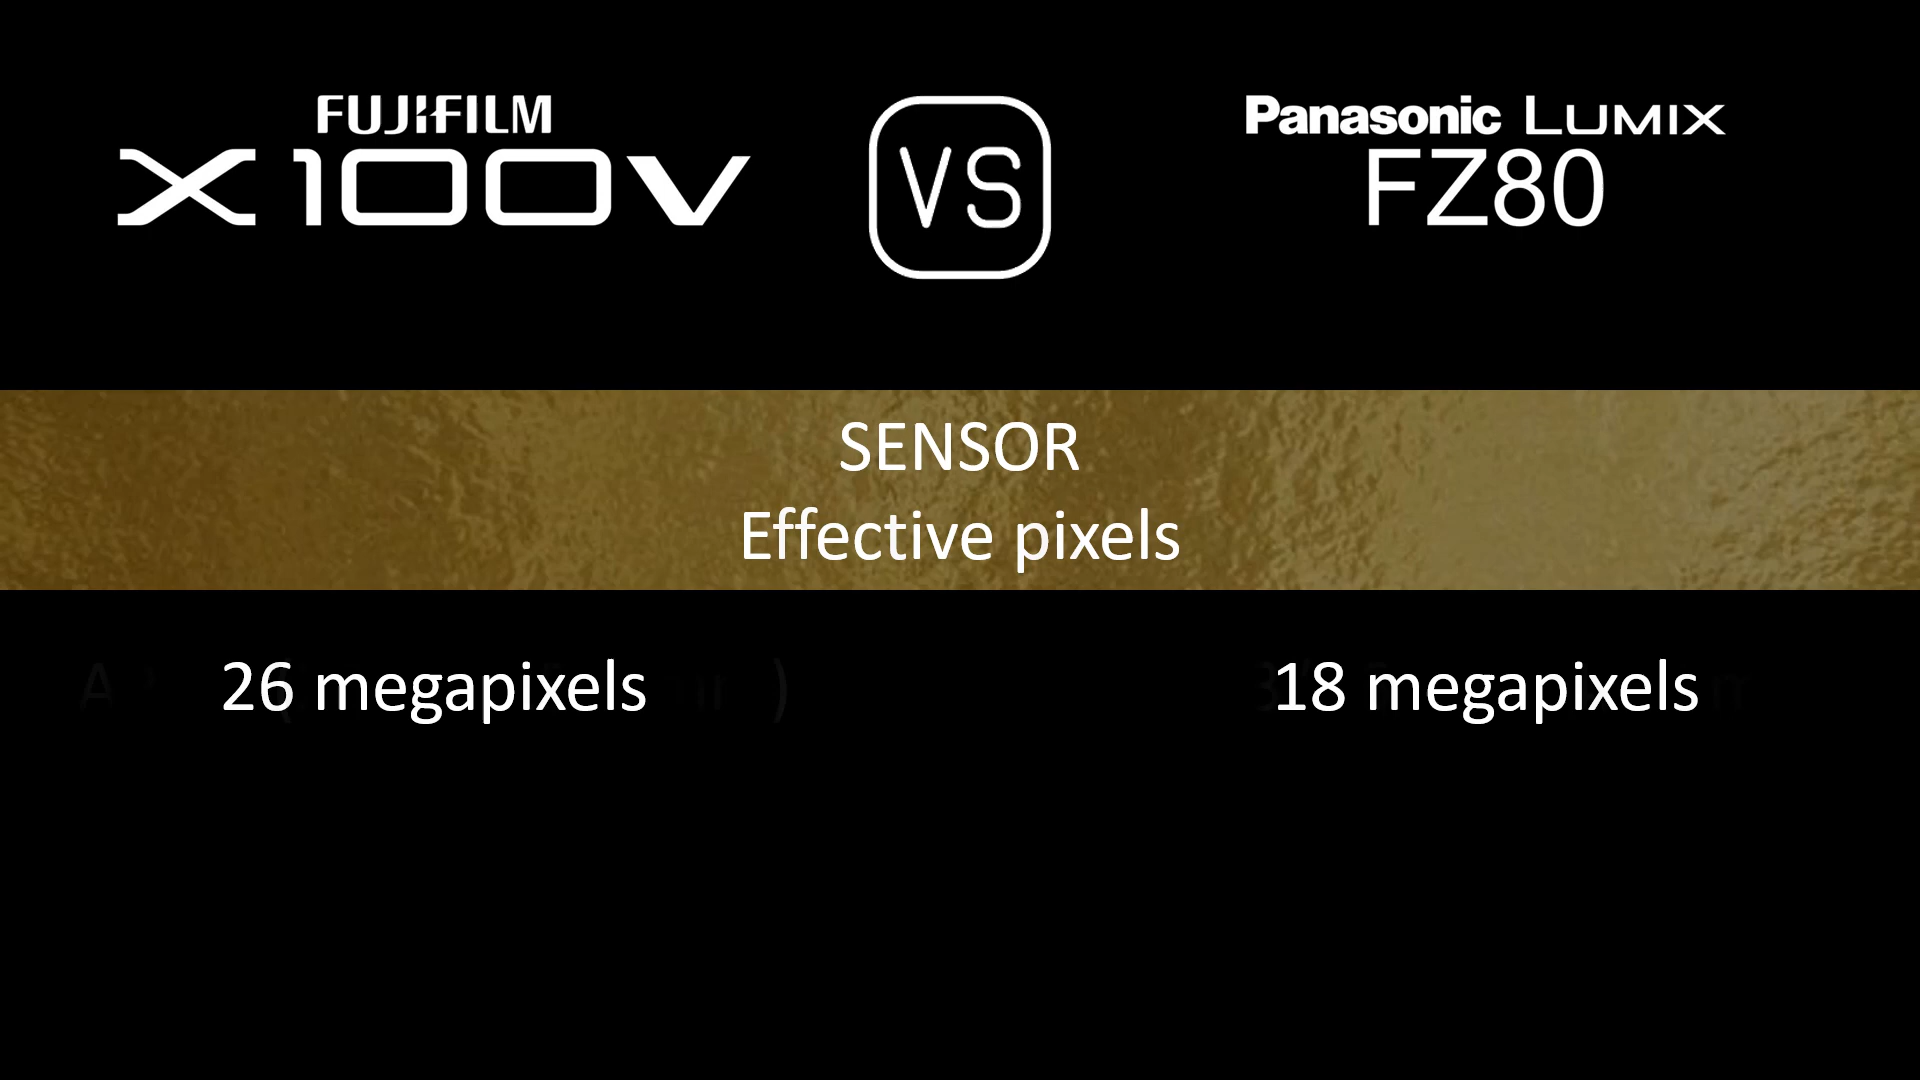 FUJIFILM
X100V
VS
Panasonic LUMIX
FZ80
SENSOR
Effective pixels
26 megapixels
18 megapixels